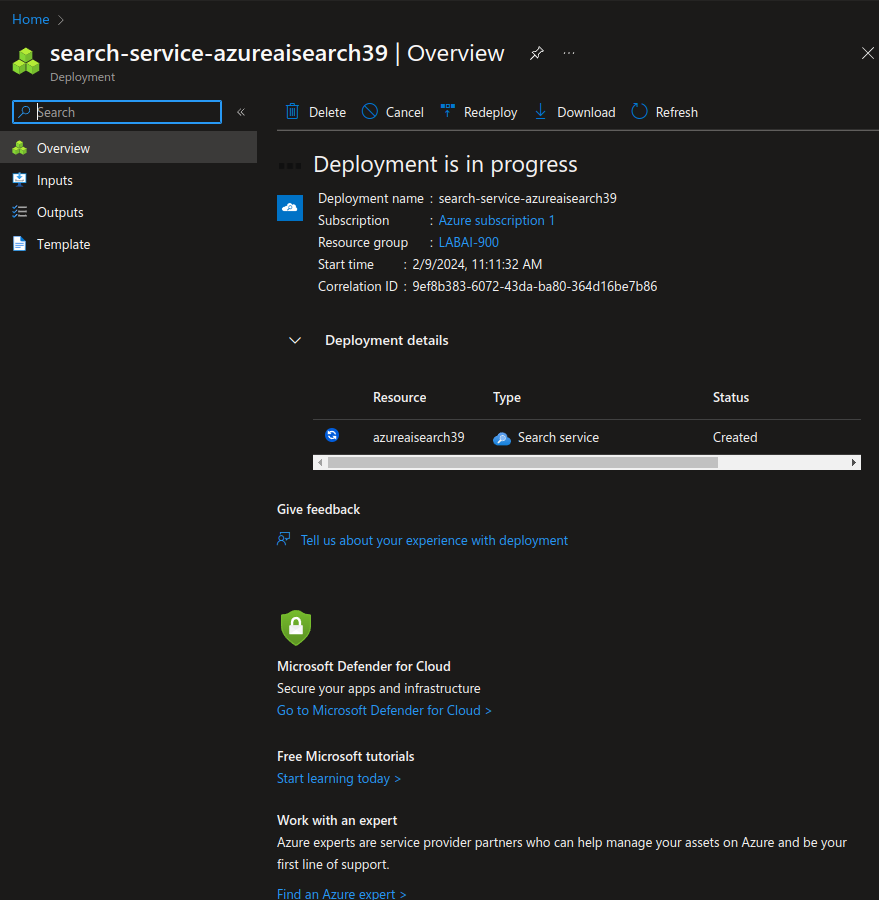 Home
search-service-azureaisearch39 | Overview
Deployment
Search
Delete Cancel Redeploy Download Refresh
Overview
Inputs
Outputs
Template
Deployment is in progress
Deployment name : search-service-azureaisearch39
Subscription : Azure subscription 1
Resource group : LABAI-900
Start time : 2/9/2024, 11:11:32 AM
Correlation ID : 9ef8b383-6072-43da-ba80-364d16be7b86
Deployment details
Resource Type Status
azureaisearch39 Search service Created
Give feedback
Tell us about your experience with deployment
Microsoft Defender for Cloud
Secure your apps and infrastructure
Go to Microsoft Defender for Cloud >
Free Microsoft tutorials
Start learning today >
Work with an expert
Azure experts are service provider partners who can help manage your assets on Azure and be your
first line of support.
Find an Azure expert >